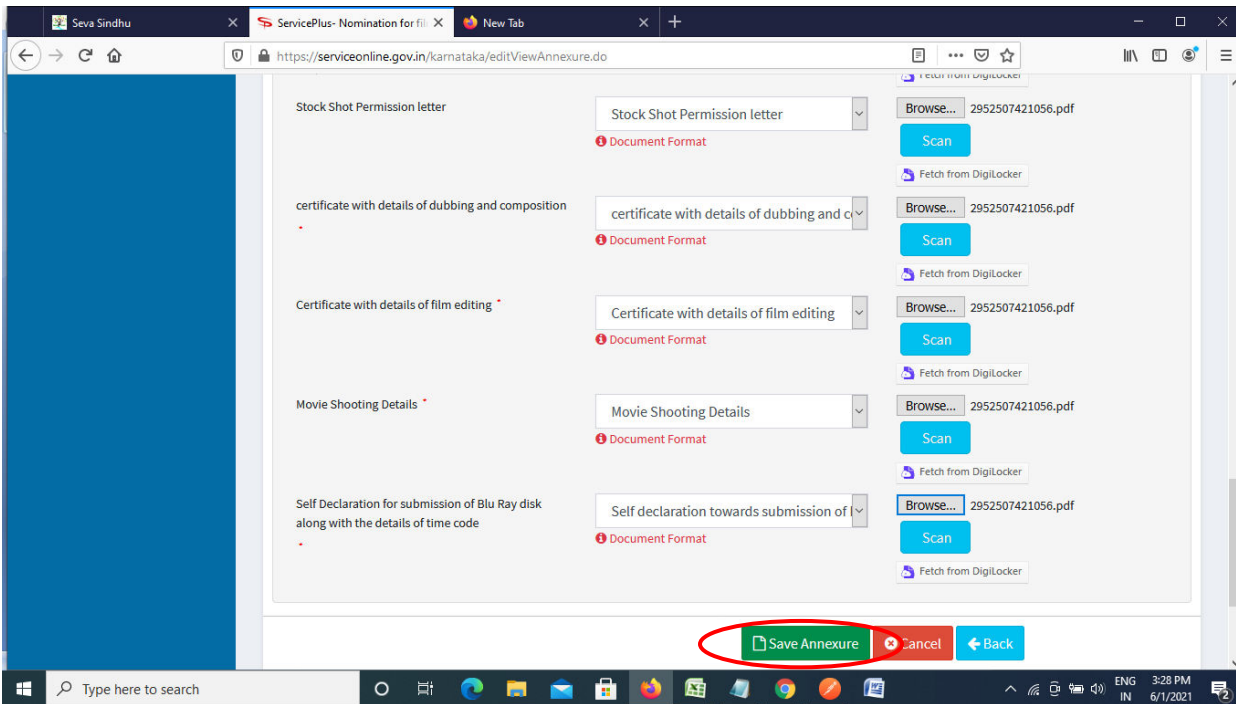 Seva Sindhu
ServicePlus- Nomination for fil
New Tab
https://serviceonline.gov.in/karnataka/editViewAnnexure.do
Fetch from DigiLocker
Stock Shot Permission letter
Stock Shot Permission letter
Browse... 2952507421056.pdf
Document Format
Scan
Fetch from DigiLocker
certificate with details of dubbing and composition
*
certificate with details of dubbing and c
Browse... 2952507421056.pdf
Document Format
Scan
Fetch from DigiLocker
Certificate with details of film editing *
Certificate with details of film editing
Browse... 2952507421056.pdf
Document Format
Scan
Fetch from DigiLocker
Movie Shooting Details *
Movie Shooting Details
Browse... 2952507421056.pdf
Document Format
Scan
Fetch from DigiLocker
Self Declaration for submission of Blu Ray disk
along with the details of time code
*
Self declaration towards submission of
Browse... 2952507421056.pdf
Document Format
Scan
Fetch from DigiLocker
Save Annexure
Cancel
Back
Type here to search
ENG
IN
3:28 PM
6/1/2021
2